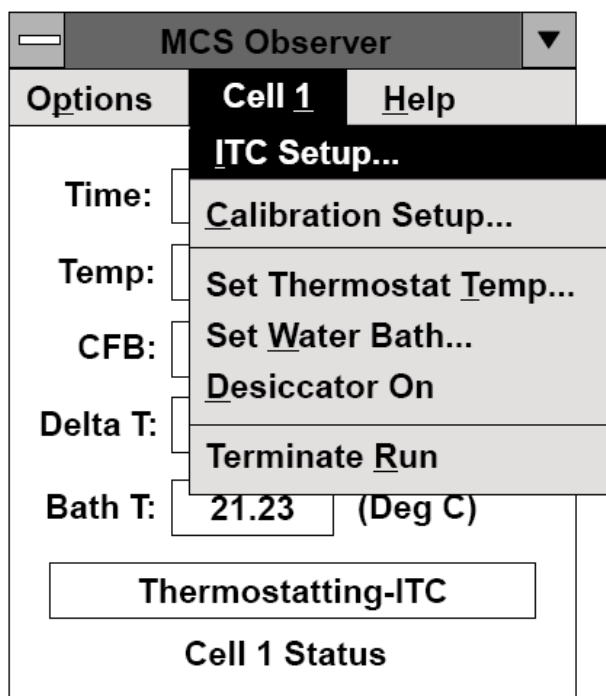 MCS Observer
Options Cell 1 Help
ITC Setup...
Time:
Calibration Setup...
Temp:
Set Thermostat Temp...
Set Water Bath...
CFB:
Desiccator On
Delta T:
Terminate Run
Bath T: 21.23 (Deg C)
Thermostatting-ITC
Cell 1 Status